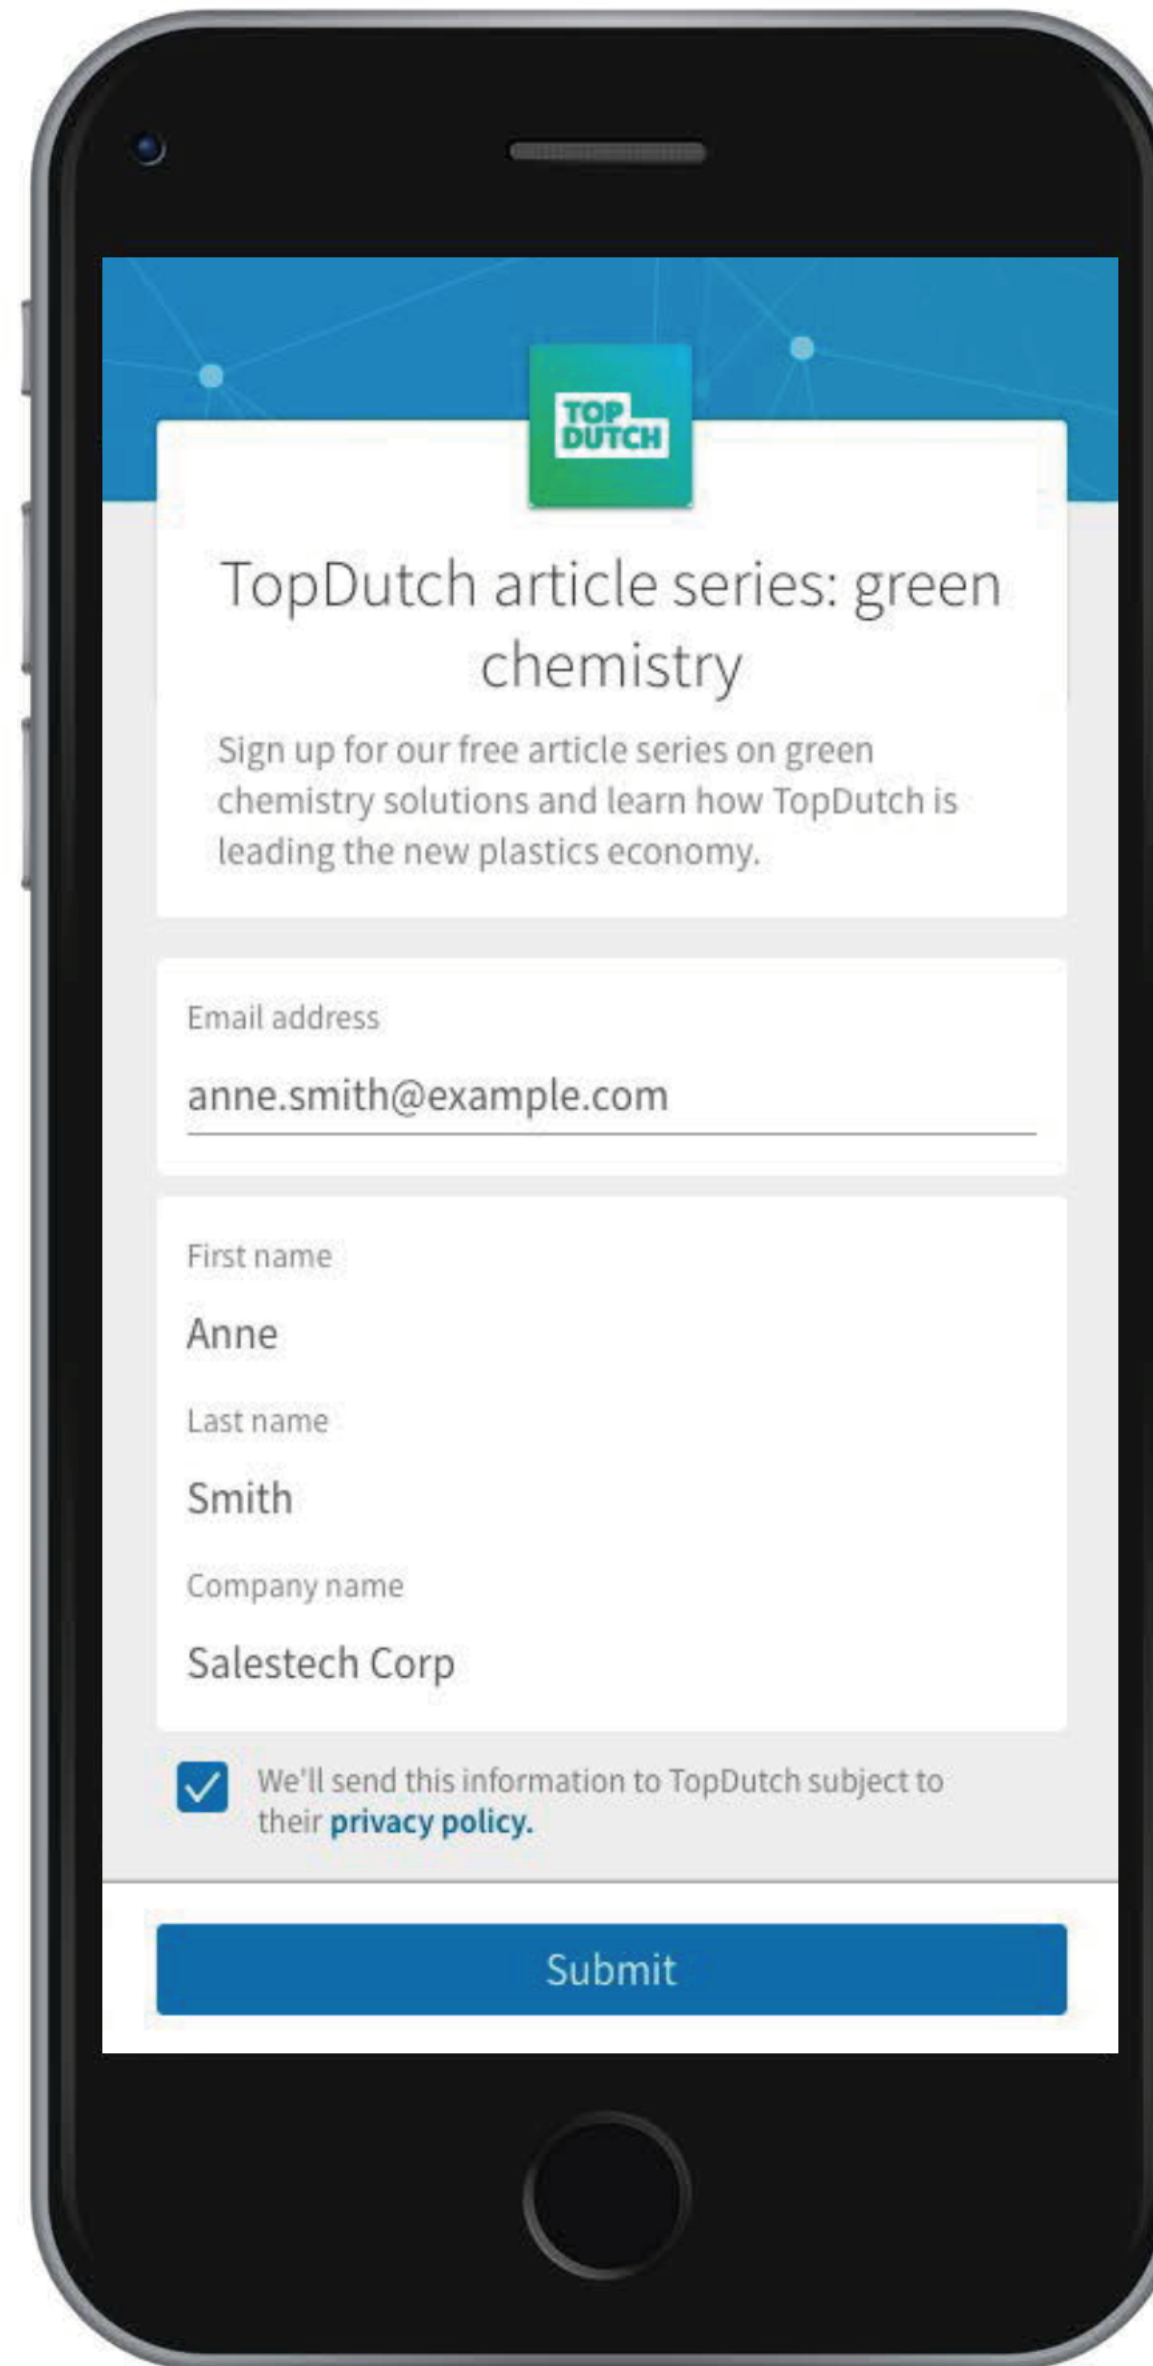 TOP
DUTCH
TopDutch article series: green
chemistry
Sign up for our free article series on green
chemistry solutions and learn how TopDutch is
leading the new plastics economy.
Email address
anne.smith@example.com
First name
Anne
Last name
Smith
Company name
Salestech Corp
We'll send this information to TopDutch subject to
their privacy policy.
Submit